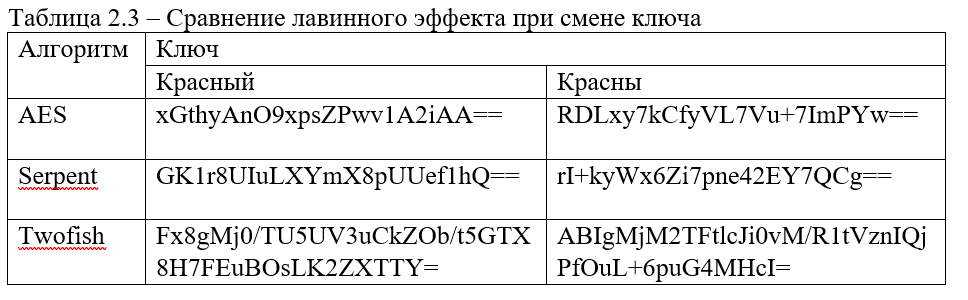 Таблица 2.3 – Сравнение лавинного эффекта при смене ключа
Алгоритм
Ключ
Красный
Красны
AES
xGthyAnO9xpsZPwv1A2iAA==
RDLxy7kCfyVL7Vu+7ImPYw==
Serpent
GK1r8UIuLXYmX8pUUef1hQ==
rI+kyWx6Zi7pne42EY7QCg==
Twofish
Fx8gMj0/TU5UV3uCkZOb/t5GTX
8H7FEuBOsLK2ZXTTY=
ABIgMjM2TFtlcJi0vM/R1tVznIQj
PfOuL+6puG4MHcI=